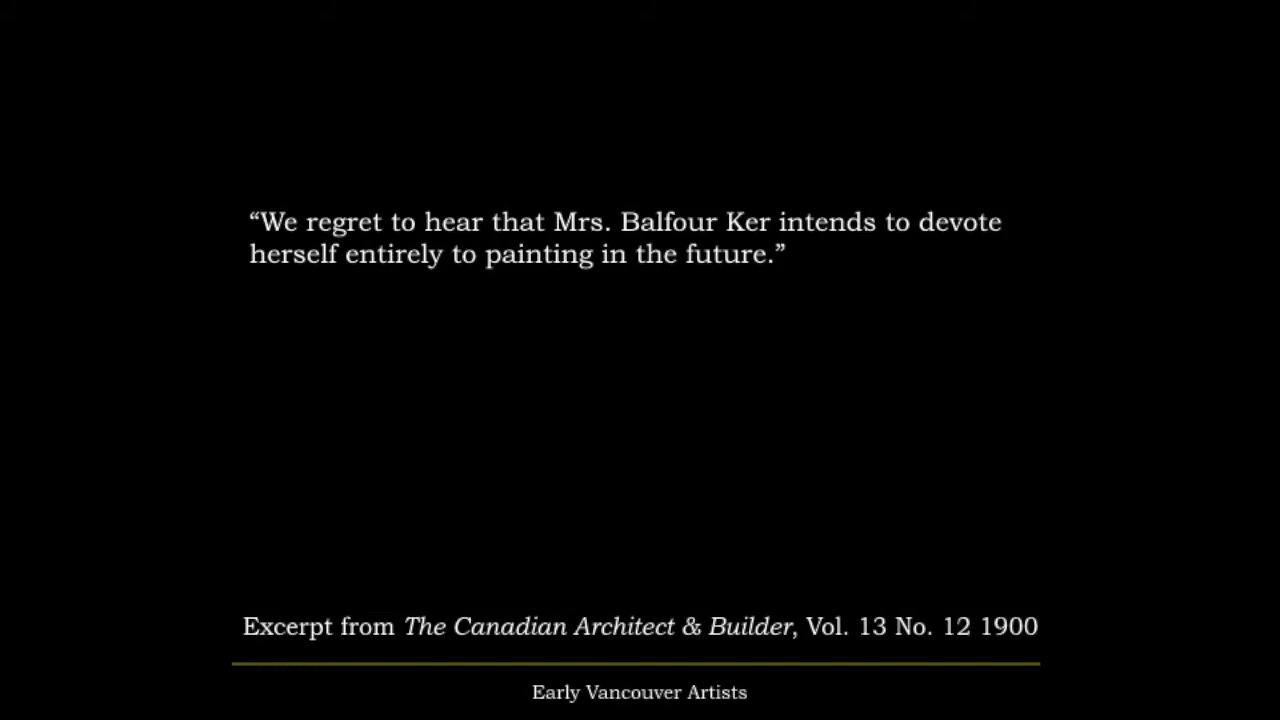 “We regret to hear that Mrs. Balfour Ker intends to devote
herself entirely to painting in the future.”
Excerpt from The Canadian Architect & Builder, Vol. 13 No. 12 1900
Early Vancouver Artists